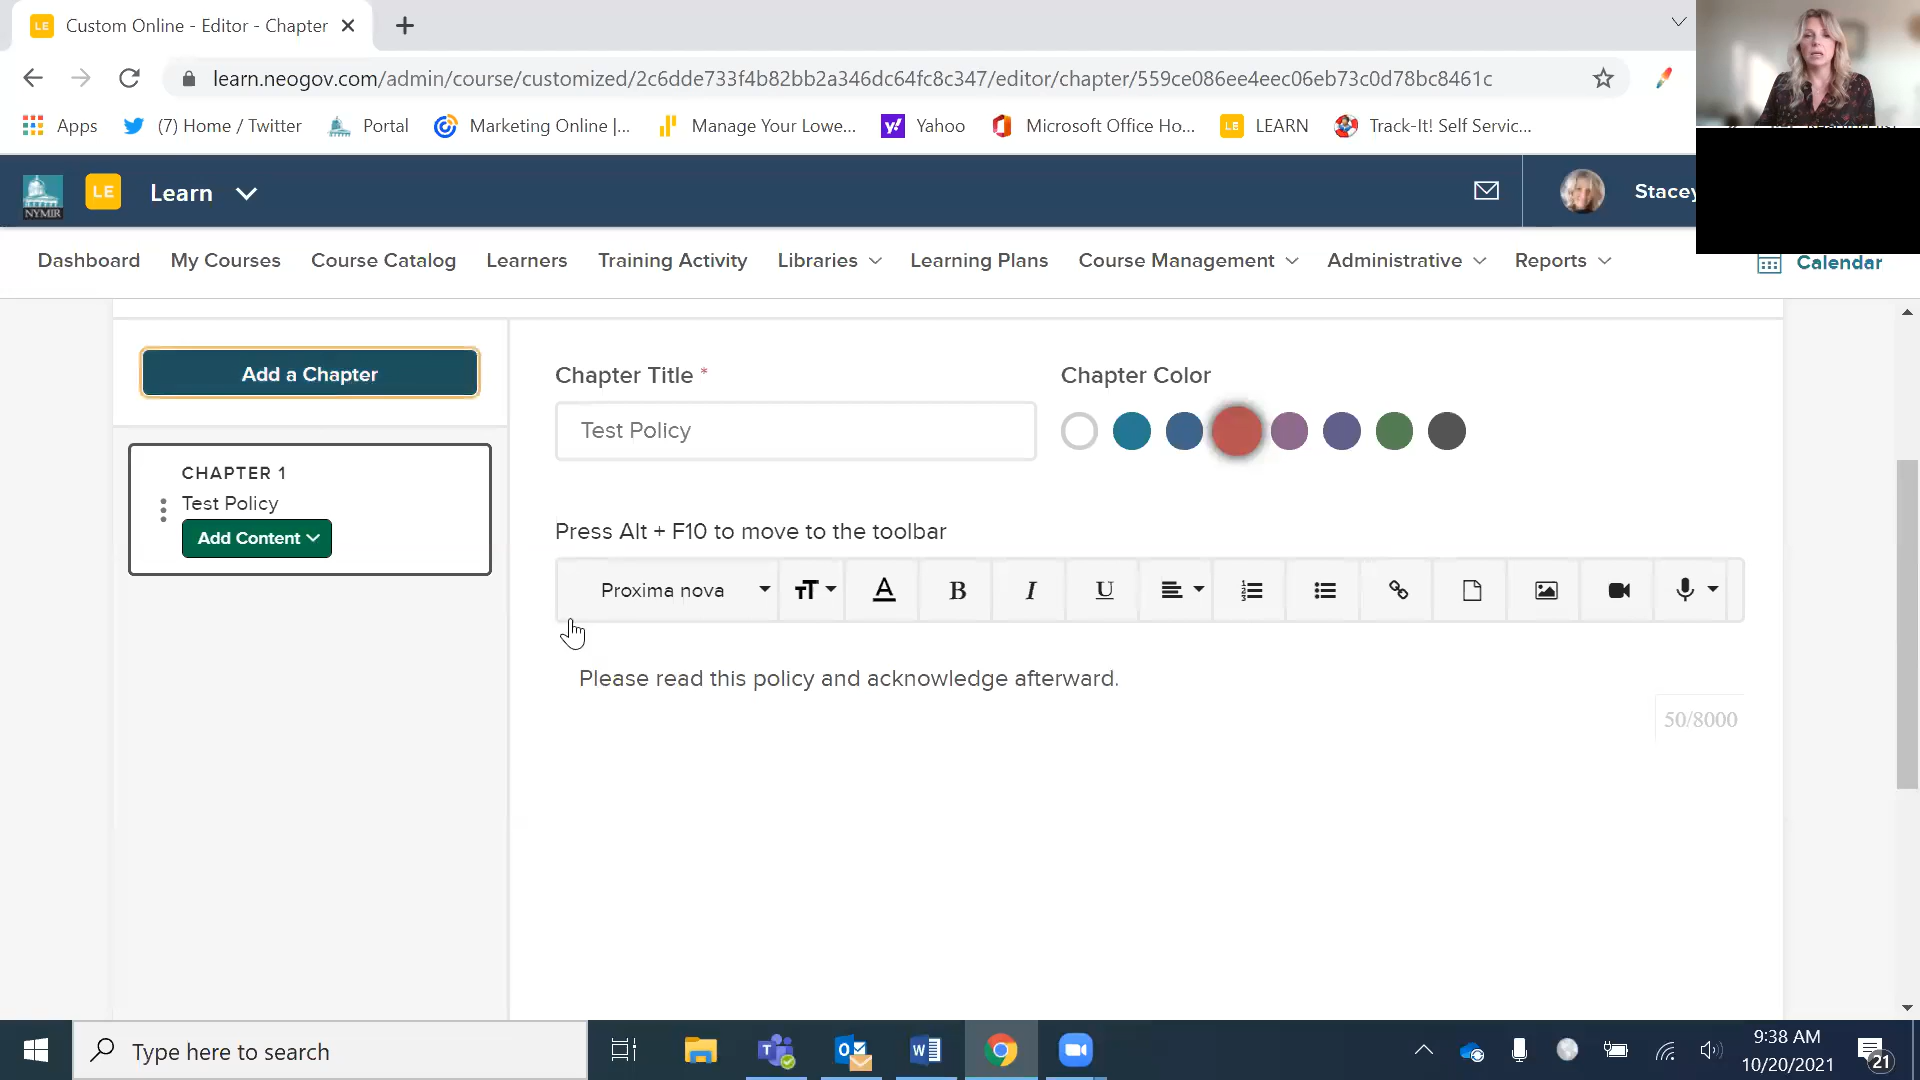 LE Custom Online - Editor - Chapter
learn.neogov.com/admin/course/customized/2c6dde733f4b82bb2a346dc64fc8c347/editor/chapter/559ce086ee4eec06eb73c0d78bc8461c
Apps (7) Home / Twitter Portal Marketing Online |... Manage Your Lowe... Yahoo Microsoft Office Ho... LE LEARN Track-It! Self Servic...
NYMIR LE Learn Stacey
Dashboard My Courses Course Catalog Learners Training Activity Libraries Learning Plans Course Management Administrative Reports Calendar
Add a Chapter
CHAPTER 1
Test Policy
Add Content
Chapter Title *
Test Policy
Chapter Color
Press Alt + F10 to move to the toolbar
Proxima nova TT A B I U
Please read this policy and acknowledge afterward.
50/8000
Type here to search
9:38 AM
10/20/2021
21